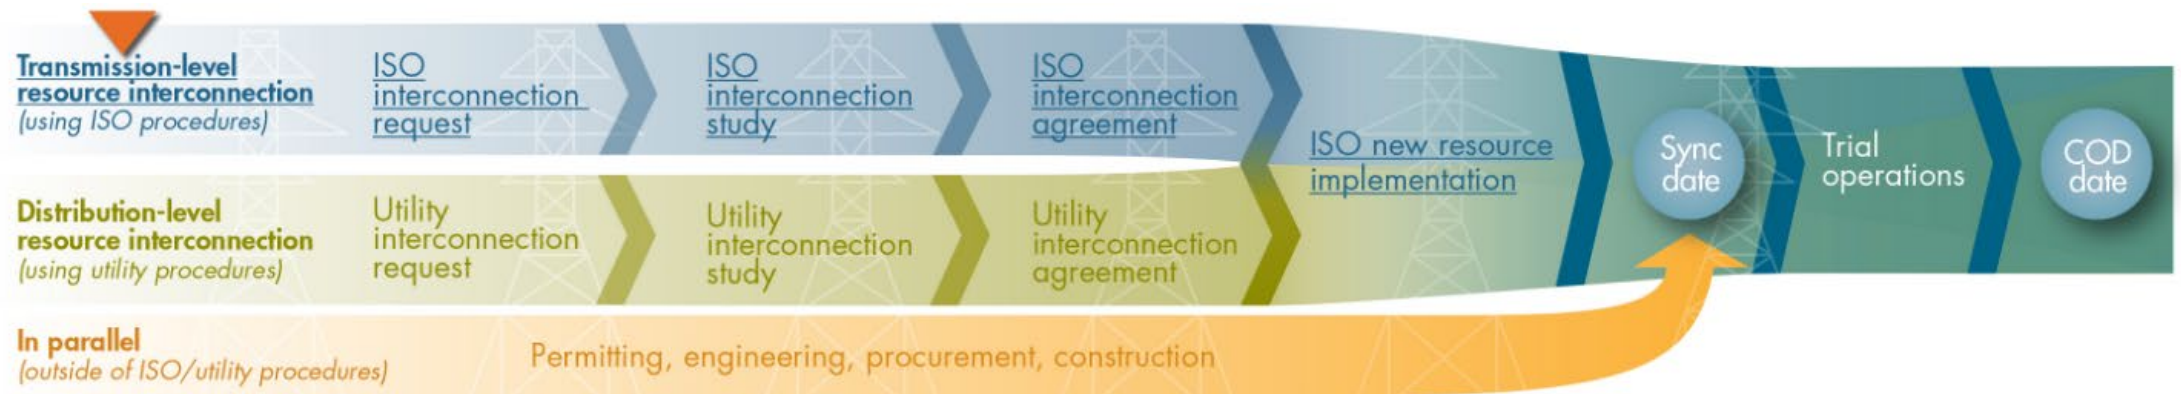 Transmission-level
resource interconnection
(using ISO procedures)
ISO
interconnection
request
ISO
interconnection
study
ISO
interconnection
agreement
Distribution-level
resource interconnection
(using utility procedures)
Utility
interconnection
request
Utility
interconnection
study
Utility
interconnection
agreement
In parallel
(outside of ISO/utility procedures)
Permitting, engineering, procurement, construction
ISO new resource
implementation
Sync
date
Trial
operations
COD
date